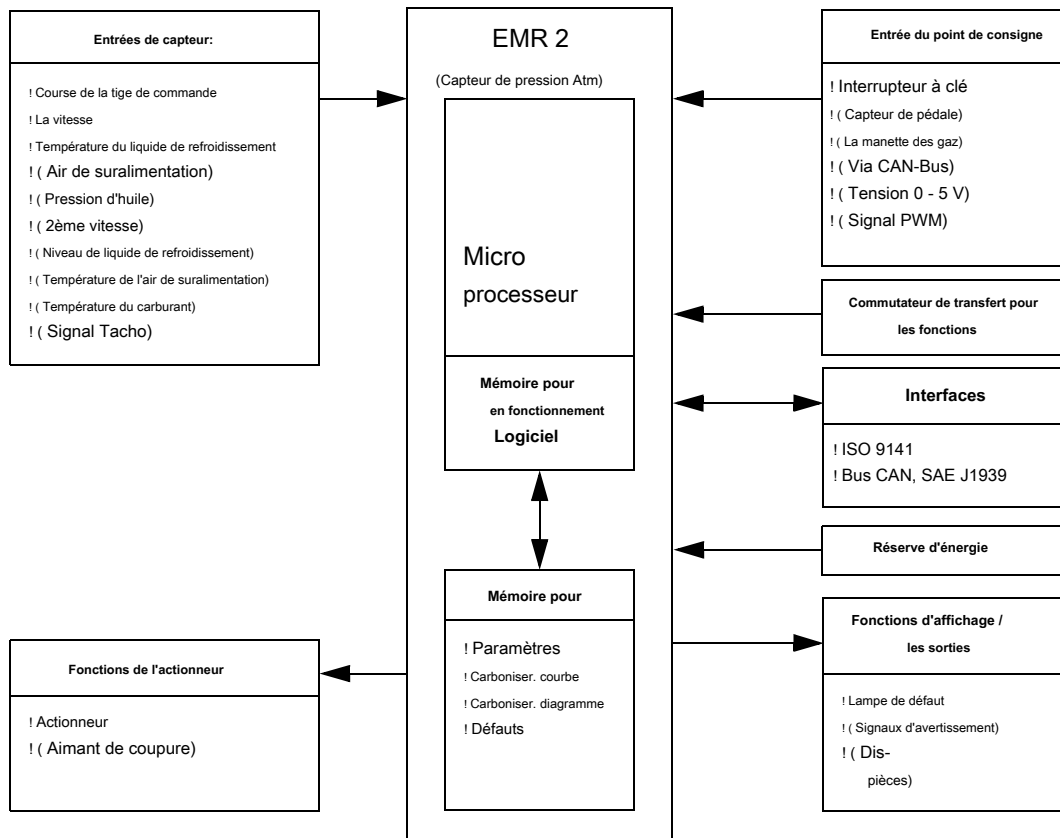 Entrées de capteur:
! Course de la tige de commande
! La vitesse
! Température du liquide de refroidissement
! ( Air de suralimentation)
! ( Pression d'huile)
! ( 2ème vitesse)
! ( Niveau de liquide de refroidissement)
! ( Température de l'air de suralimentation)
! ( Température du carburant)
! ( Signal Tacho)
Fonctions de l'actionneur
! Actionneur
! ( Aimant de coupure)
EMR 2
(Capteur de pression Atm)
Micro
processeur
Mémoire pour
en fonctionnement
Logiciel
Mémoire pour
! Paramètres
! Carboniser. courbe
! Carboniser. diagramme
! Défauts
Entrée du point de consigne
! Interrupteur à clé
! ( Capteur de pédale)
! ( La manette des gaz)
! ( Via CAN-Bus)
! ( Tension 0 - 5 V)
! ( Signal PWM)
Commutateur de transfert pour
les fonctions
Interfaces
! ISO 9141
! Bus CAN, SAE J1939
Réserve d'énergie
Fonctions d'affichage /
les sorties
! Lampe de défaut
! ( Signaux d'avertissement)
! ( Dis-
pièces)